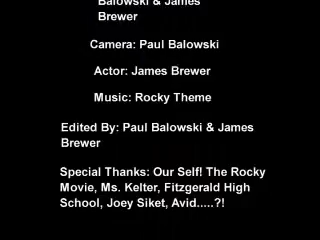 Balowski & James
Brewer
Camera: Paul Balowski
Actor: James Brewer
Music: Rocky Theme
Edited By: Paul Balowski & James
Brewer
Special Thanks: Our Self! The Rocky
Movie, Ms. Kelter, Fitzgerald High
School, Joey Siket, Avid.....?!